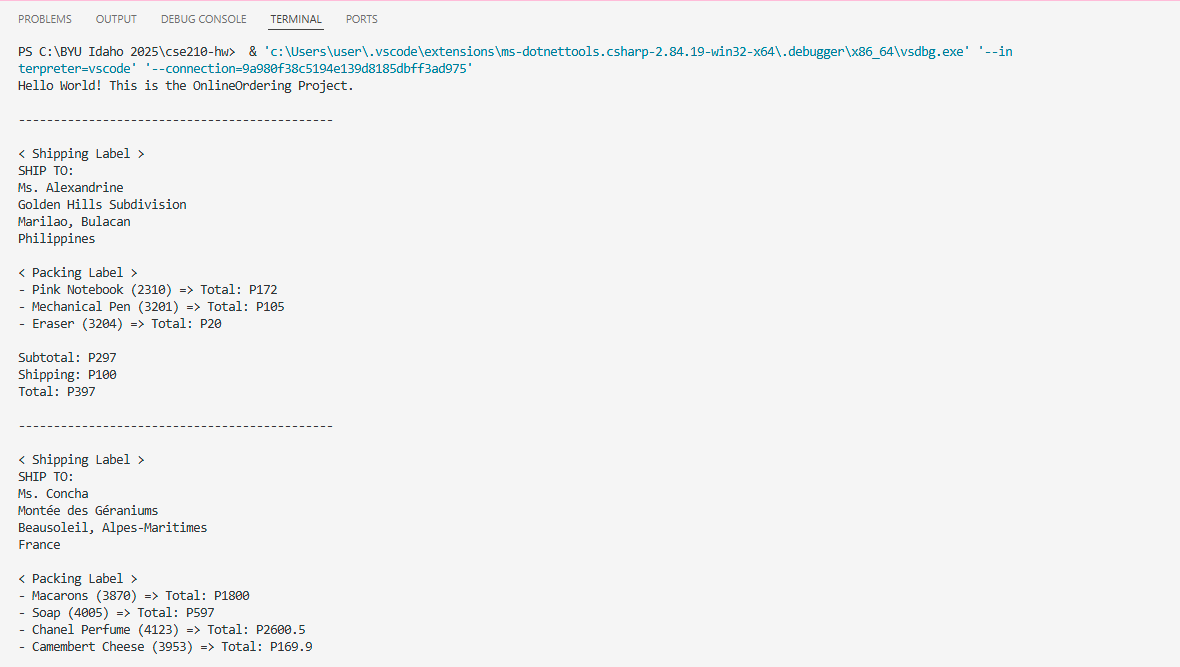 PROBLEMS OUTPUT DEBUG CONSOLE TERMINAL PORTS
PS C:\BYU Idaho 2025\cse210-hw>  & 'c:\Users\user\.vscode\extensions\ms-dotnettools.csharp-2.84.19-win32-x64\.debugger\x86_64\vsdbg.exe' '--in
terpreter=vscode' '--connection=9a980f38c5194e139d8185dbff3ad975'
Hello World! This is the OnlineOrdering Project.
---------------------------------------------
< Shipping Label >
SHIP TO:
Ms. Alexandrine
Golden Hills Subdivision
Marilao, Bulacan
Philippines
< Packing Label >
- Pink Notebook (2310) => Total: P172
- Mechanical Pen (3201) => Total: P105
- Eraser (3204) => Total: P20
Subtotal: P297
Shipping: P100
Total: P397
---------------------------------------------
< Shipping Label >
SHIP TO:
Ms. Concha
Montée des Géraniums
Beausoleil, Alpes-Maritimes
France
< Packing Label >
- Macarons (3870) => Total: P1800
- Soap (4005) => Total: P597
- Chanel Perfume (4123) => Total: P2600.5
- Camembert Cheese (3953) => Total: P169.9